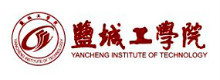 鹽城工學院
YANCHENG INSTITUTE OF TECHNOLOGY